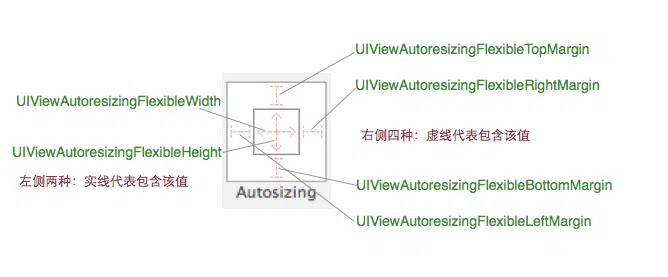 UIViewAutoresizingFlexibleTopMargin
UIViewAutoresizingFlexibleRightMargin
UIViewAutoresizingFlexibleWidth
右侧四种：虚线代表包含该值
UIViewAutoresizingFlexibleHeight
左侧两种：实线代表包含该值
UIViewAutoresizingFlexibleBottomMargin
Autosizing
UIViewAutoresizingFlexibleLeftMargin